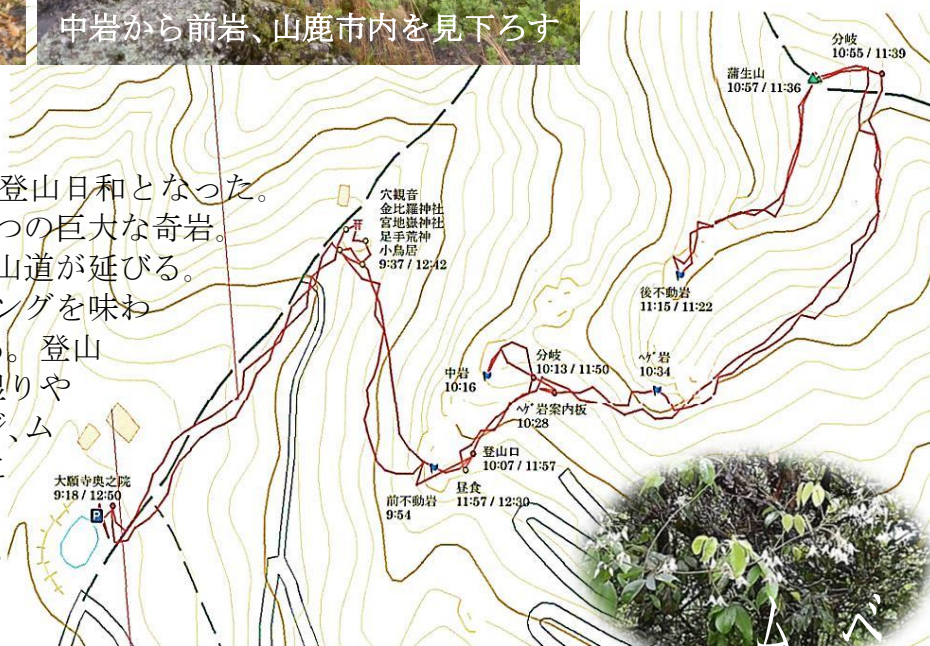 中岩から前岩、山鹿市内を見下ろす
登山日和となった。
つの巨大な奇岩。
山道が延びる。
ングを味わ
。登山
りや
、ム
分岐
10:55 / 11:39
蒲生山
10:57 / 11:36
穴観音
金比羅神社
宮地嶽神社
足手荒神
小鳥居
9:37 / 12:42
後不動岩
11:15 / 11:22
分岐
10:13 / 11:50
中岩
10:16
ヘゲ岩
10:34
ヘゲ岩案内板
10:28
登山口
10:07 / 11:57
昼食
11:57 / 12:30
前不動岩
9:54
大願寺奥之院
9:18 / 12:50
P
ムベ